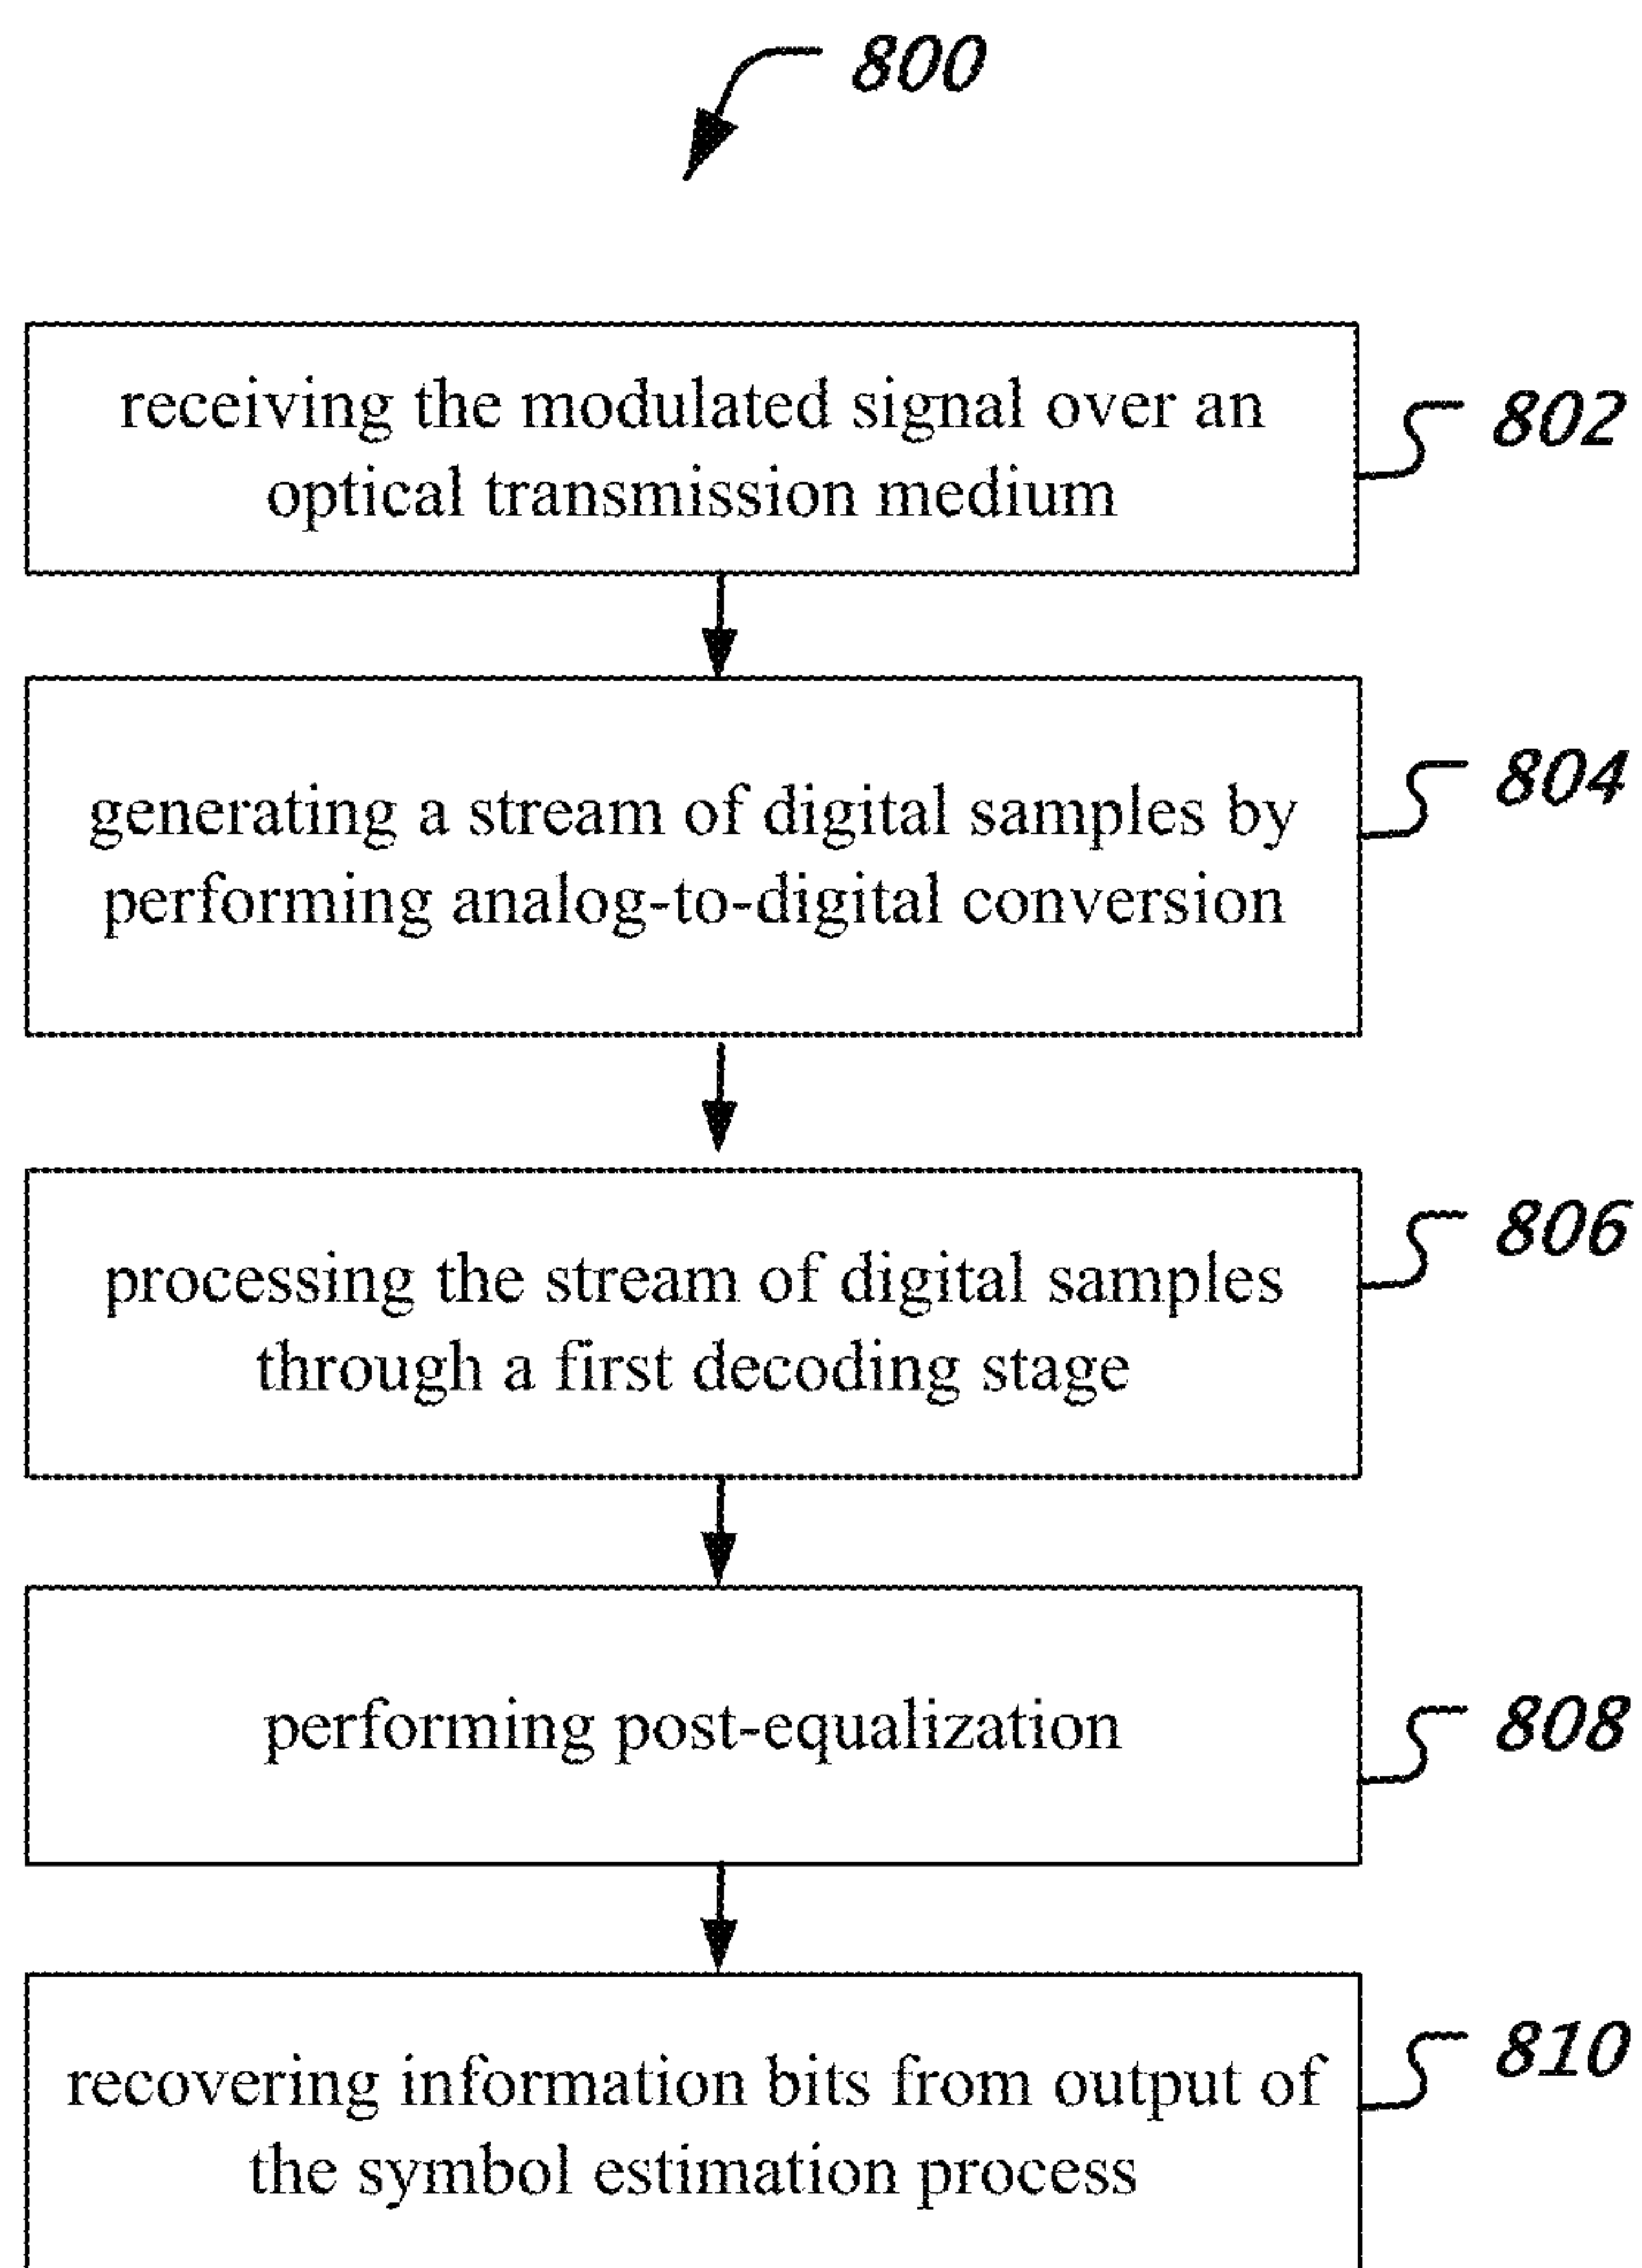 800
receiving the modulated signal over an
optical transmission medium
802
generating a stream of digital samples by
performing analog-to-digital conversion
804
processing the stream of digital samples
through a first decoding stage
806
performing post-equalization
808
recovering information bits from output of
the symbol estimation process
810